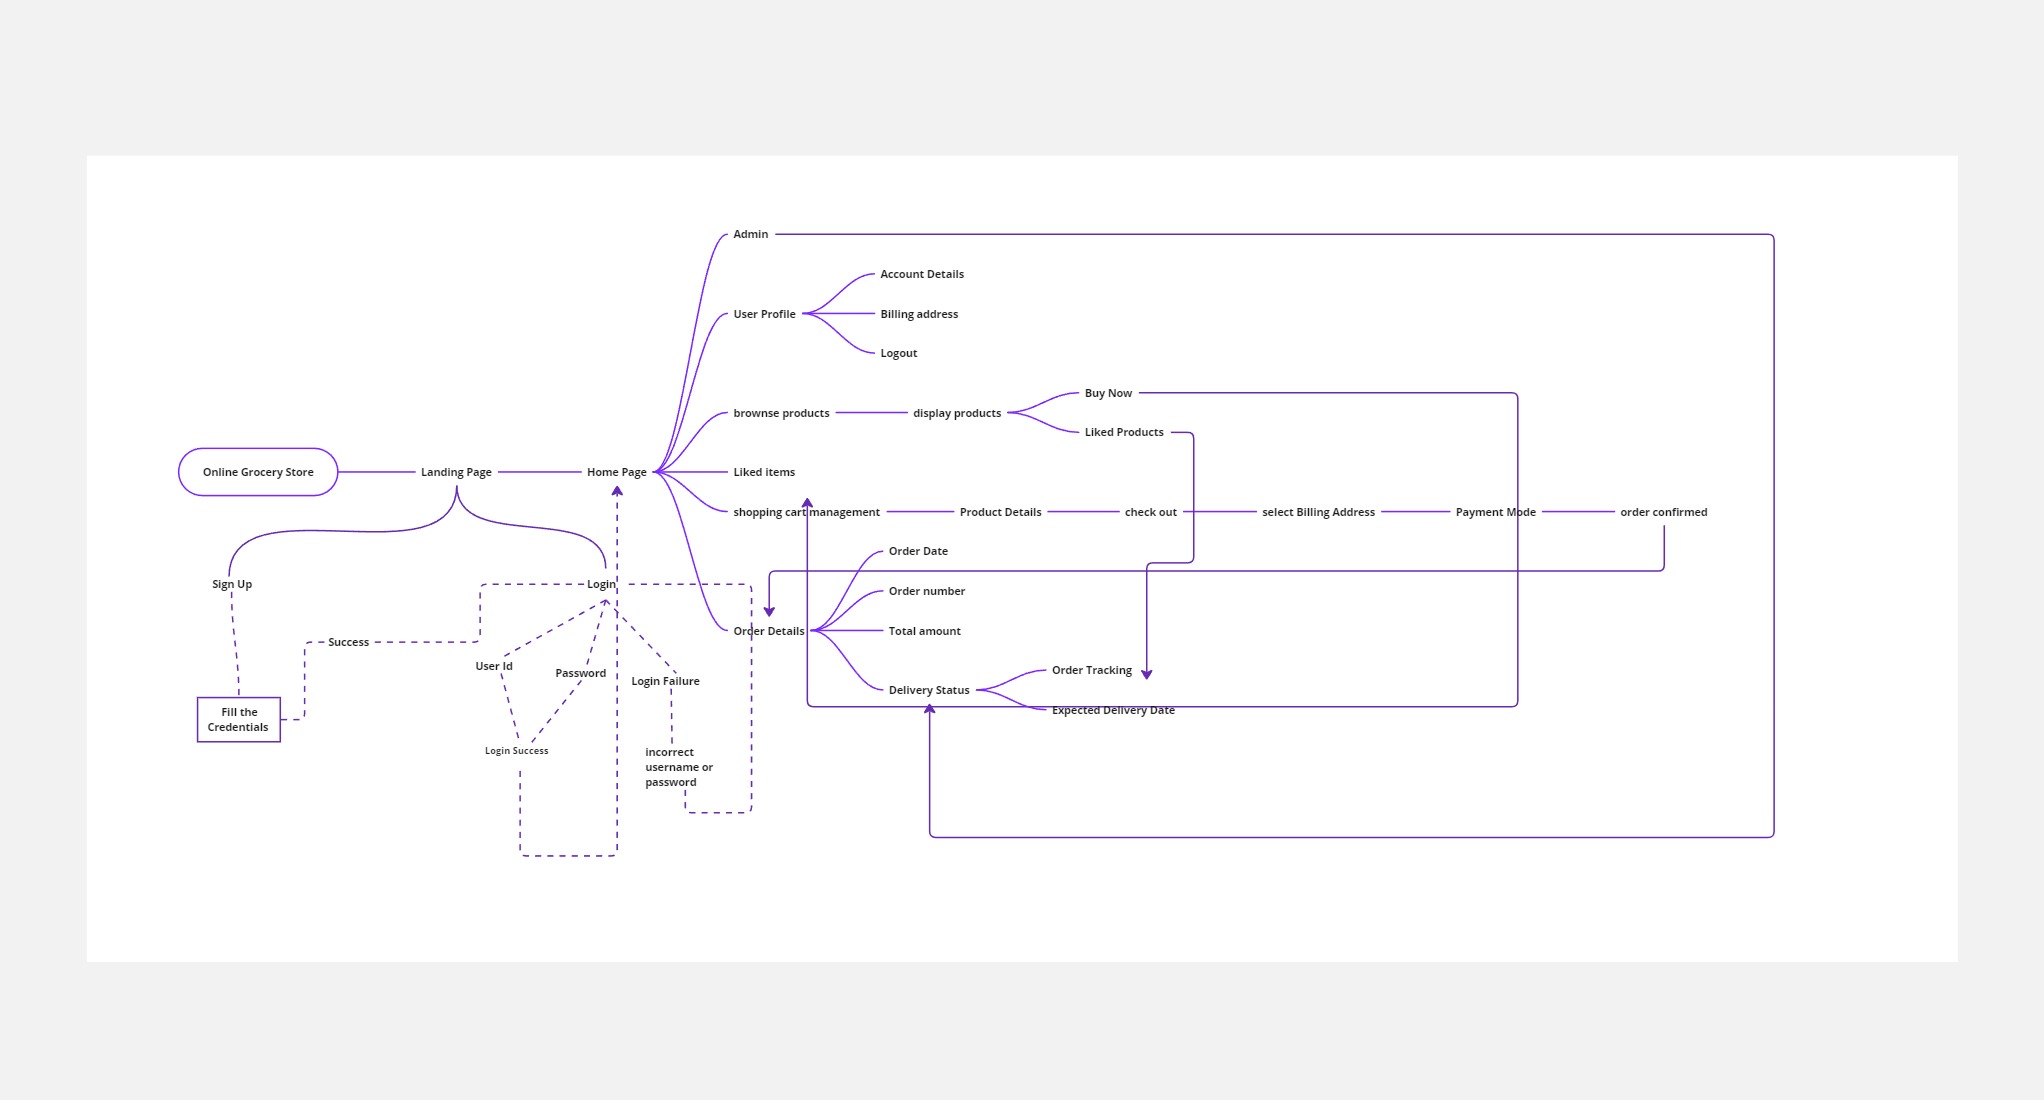 Admin
Account Details
User Profile
Billing address
Logout
Buy Now
brownse products
display products
Liked Products
Online Grocery Store
Landing Page
Home Page
Liked items
shopping cart management
Product Details
check out
select Billing Address
Payment Mode
order confirmed
Order Date
Sign Up
Login
Order number
Order Details
Total amount
Success
User Id
Password
Login Failure
Order Tracking
Delivery Status
Expected Delivery Date
Fill the
Credentials
Login Success
incorrect
username or
password